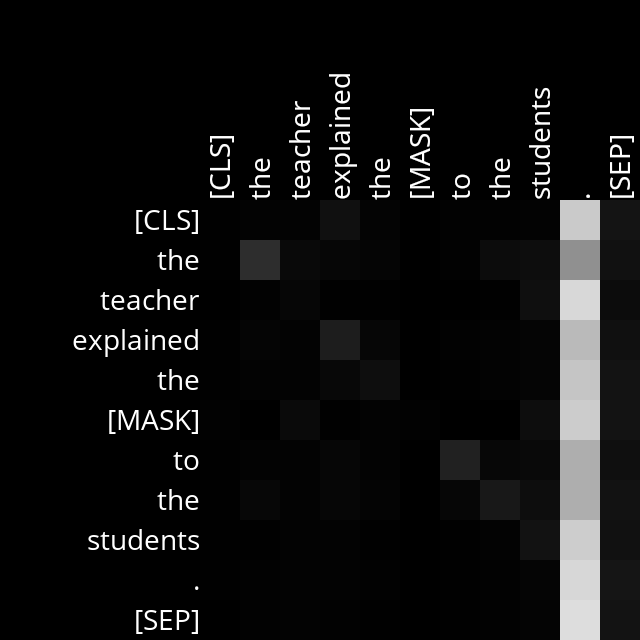 [CLS]
the
teacher
explained
the
[MASK]
to
the
students
.
[SEP]
[CLS]
the
teacher
explained
the
[MASK]
to
the
students
.
[SEP]